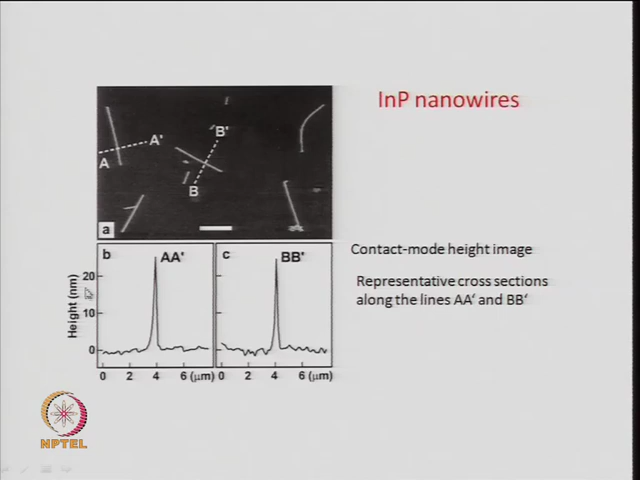 InP nanowires
A
A'
B'
B
a
Contact-mode height image
Representative cross sections
along the lines AA' and BB'
b AA'
c BB'
Height (nm)
20
10
0
0 2 4 6 (μm)
0 2 4 6 (μm)
NPTEL